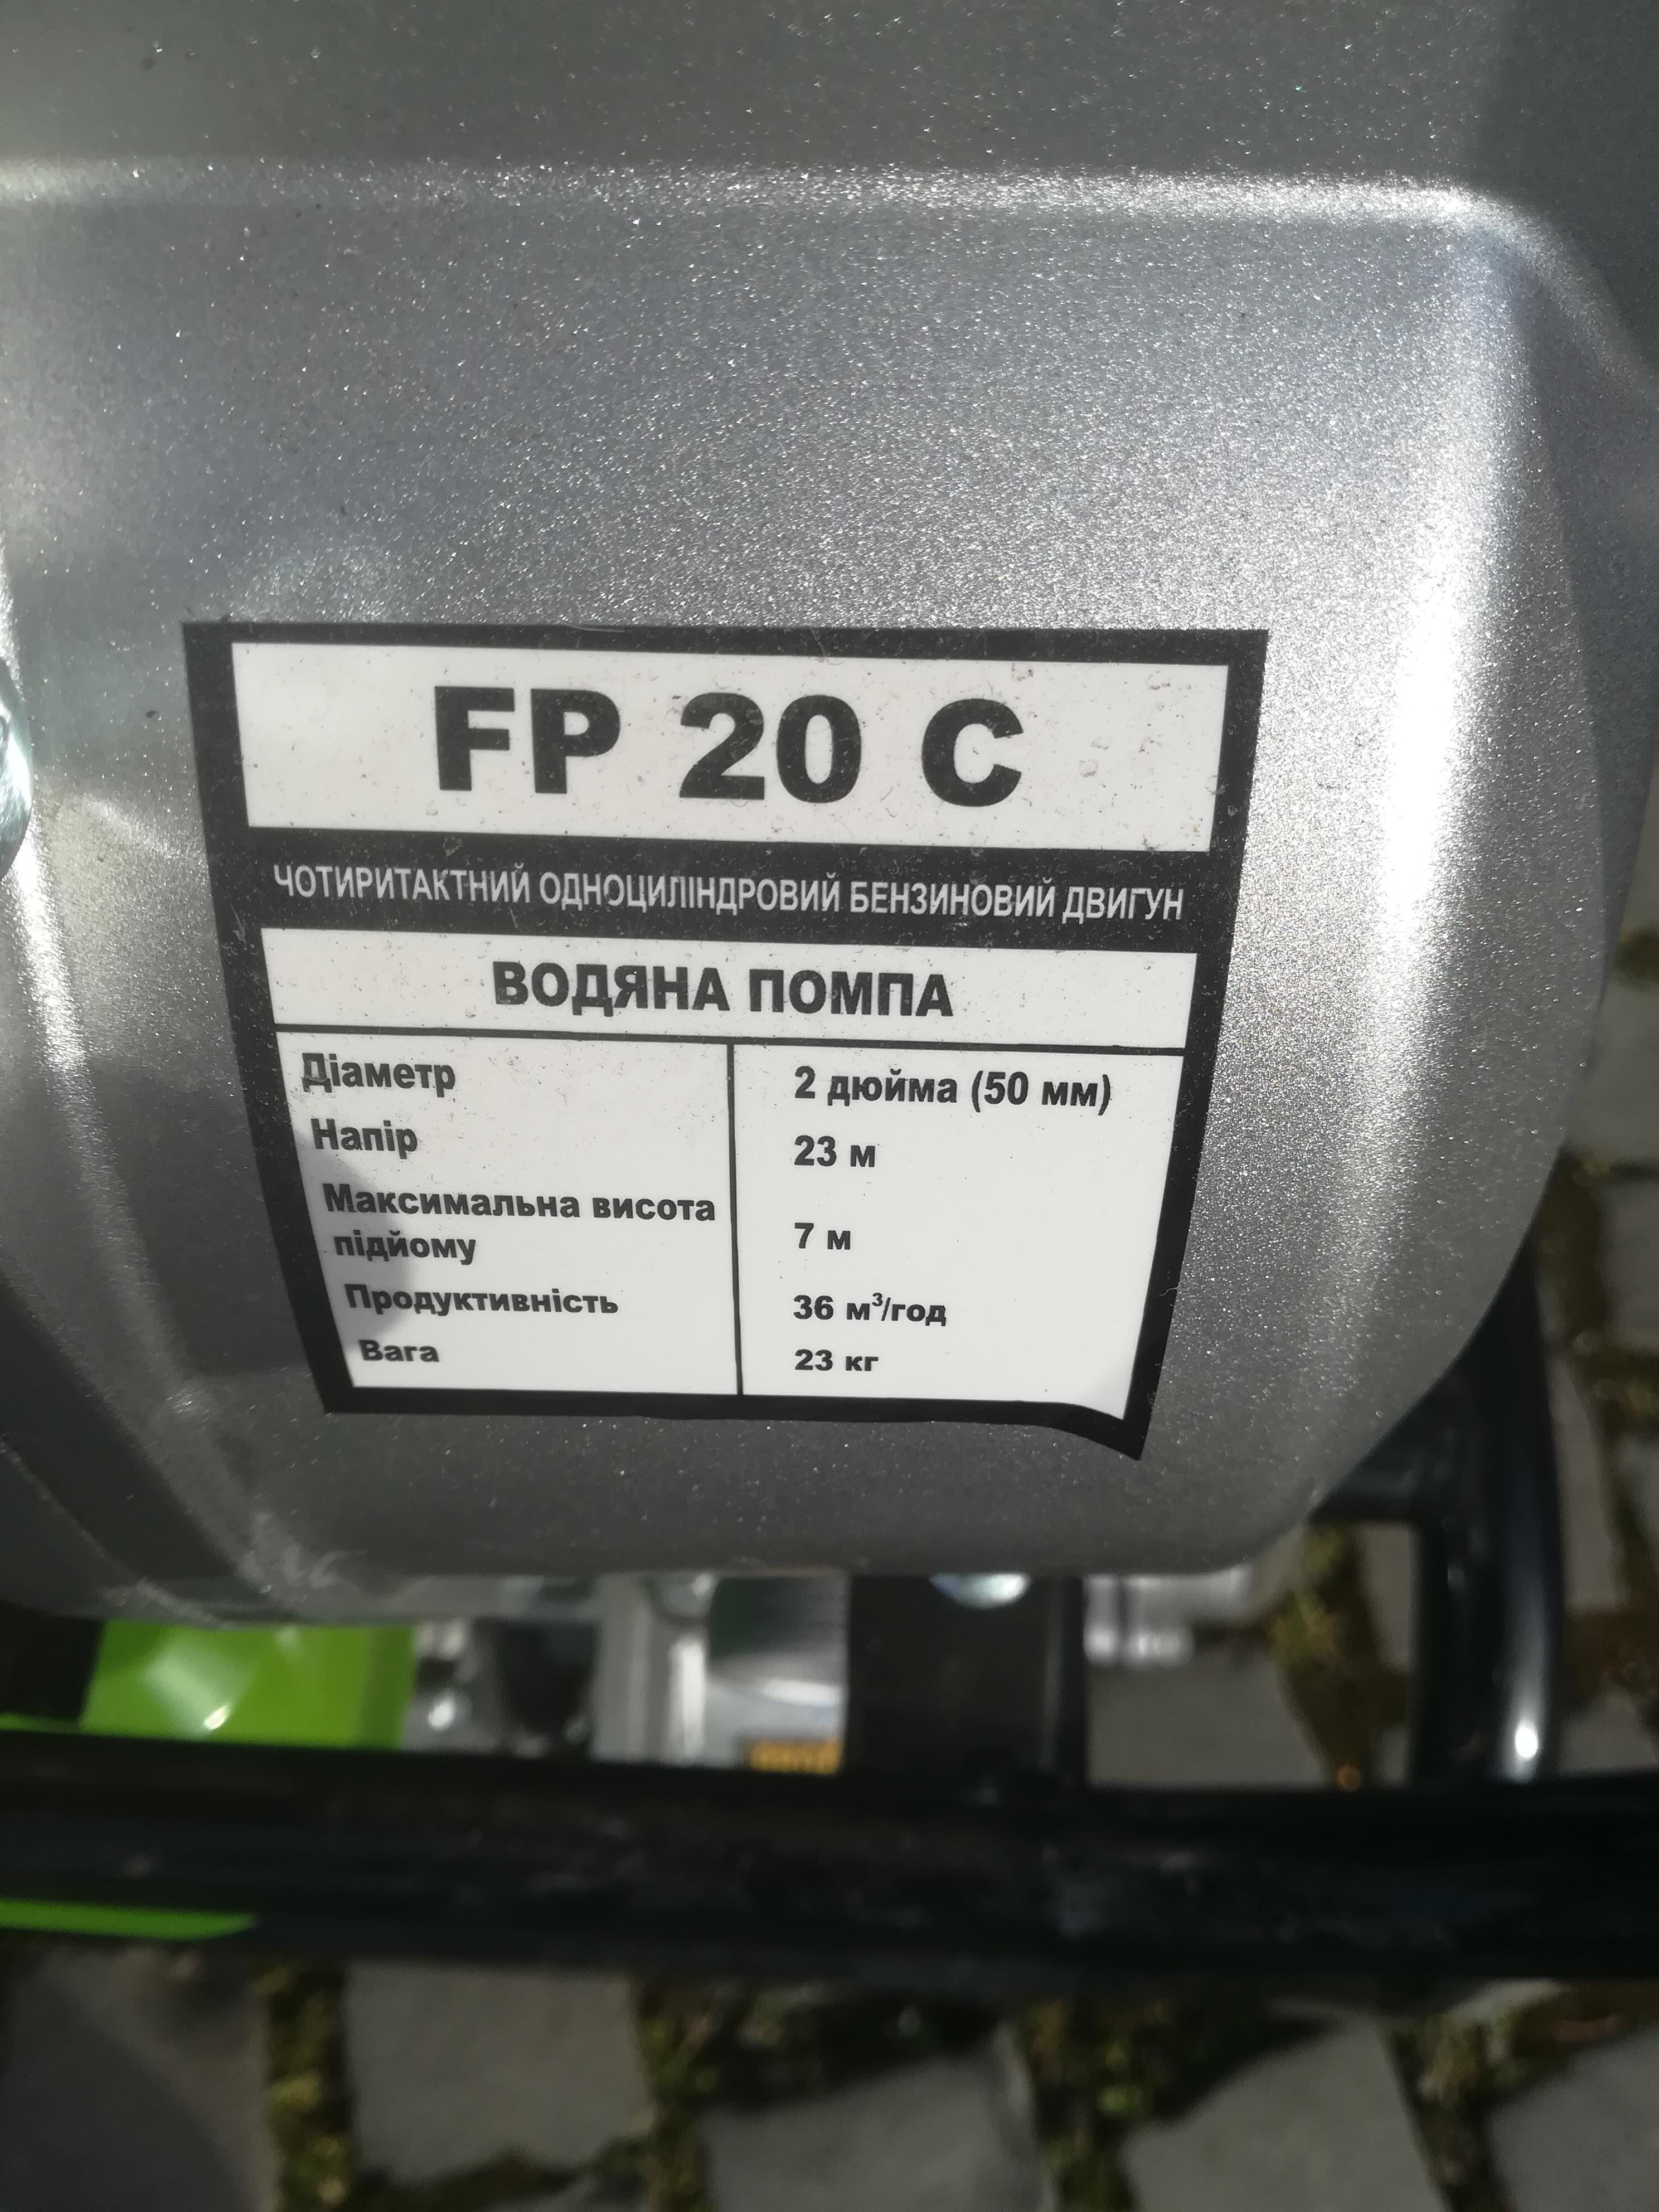 FP 20 C
ЧОТИРИТАКТНИЙ ОДНОЦИЛІНДРОВИЙ БЕНЗИНОВИЙ ДВИГУН
ВОДЯНА ПОМПА
Діаметр 2 дюйма (50 мм)
Напір 23 м
Максимальна висота
підйому 7 м
Продуктивність 36 м³/год
Вага 23 кг